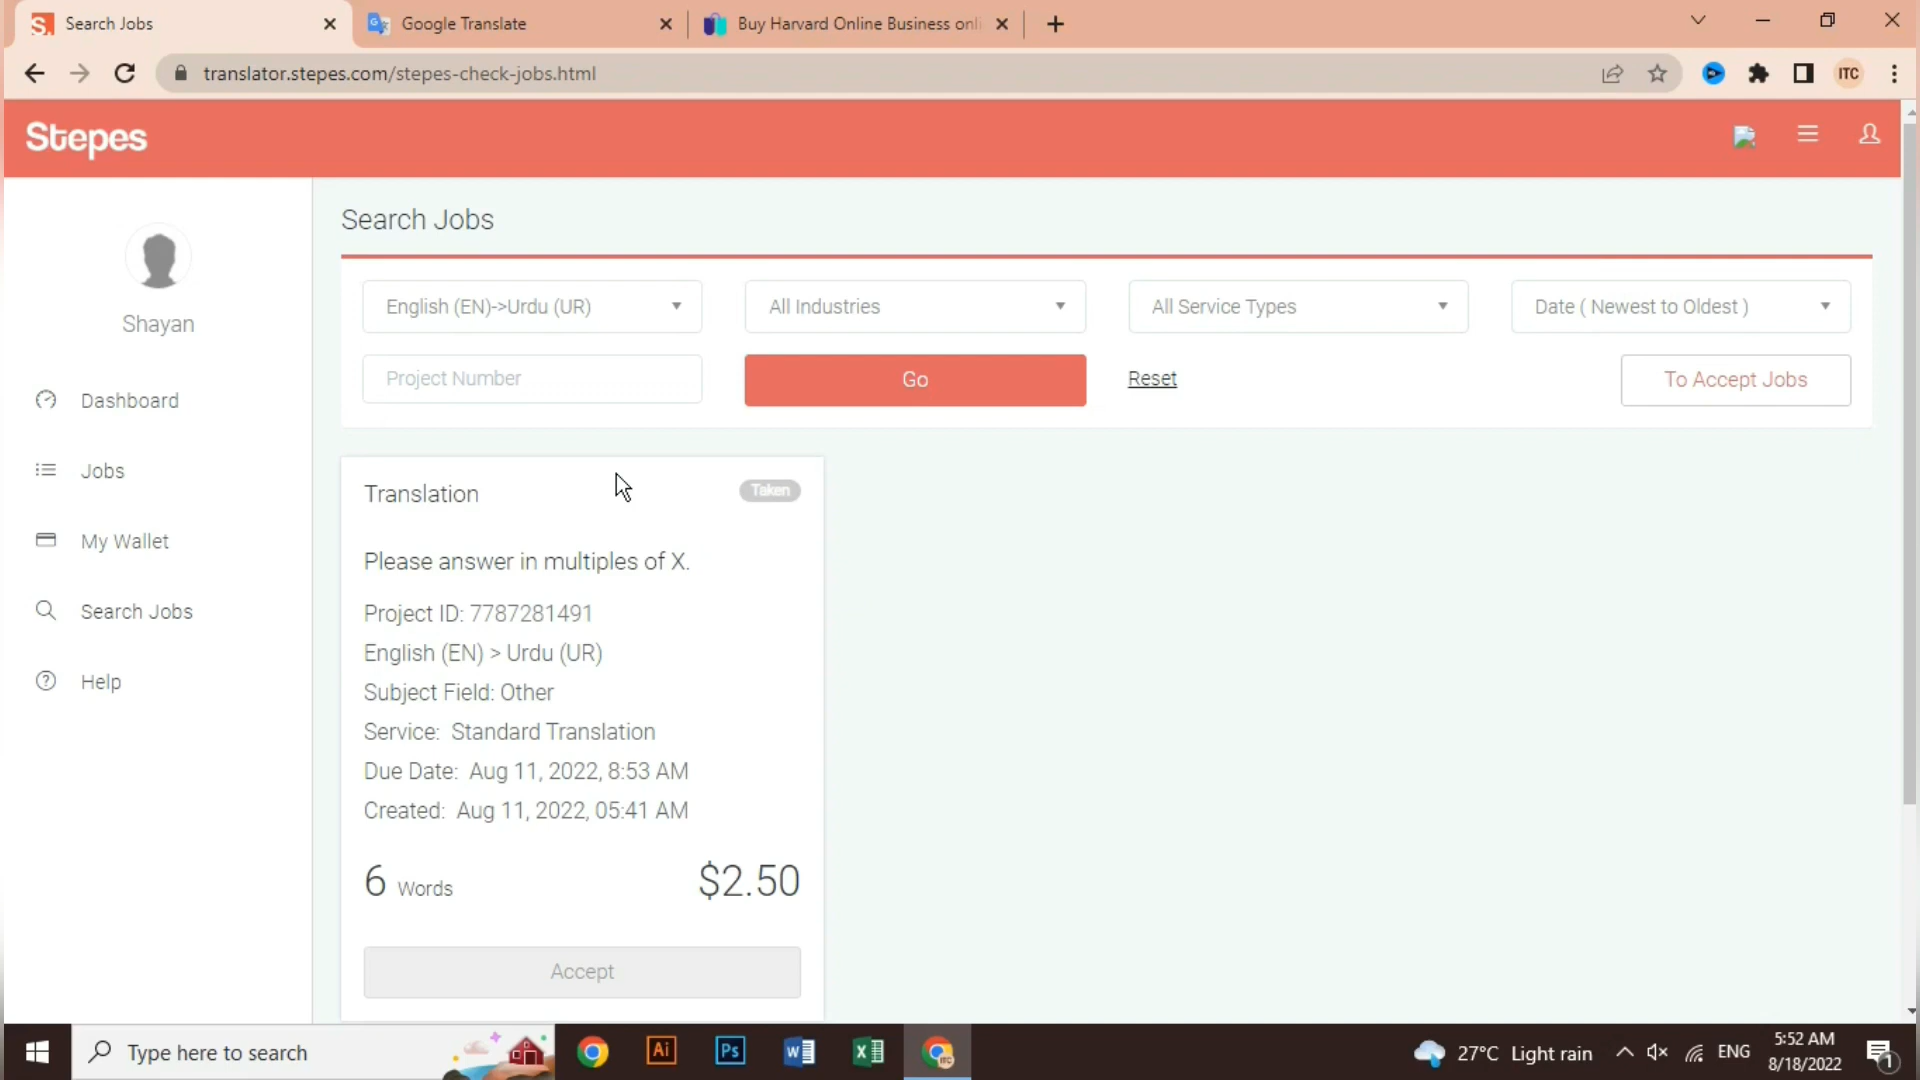 Search Jobs
Google Translate
Buy Harvard Online Business onli
translator.stepes.com/stepes-check-jobs.html
ITC
Stepes
Shayan
Dashboard
Jobs
My Wallet
Search Jobs
Help
Search Jobs
English (EN)->Urdu (UR)
All Industries
All Service Types
Date ( Newest to Oldest )
Project Number
Go
Reset
To Accept Jobs
Translation
Taken
Please answer in multiples of X.
Project ID: 7787281491
English (EN) > Urdu (UR)
Subject Field: Other
Service: Standard Translation
Due Date: Aug 11, 2022, 8:53 AM
Created: Aug 11, 2022, 05:41 AM
6 Words $2.50
Accept
Type here to search
Ai
Ps
27°C Light rain
ENG
5:52 AM
8/18/2022
1